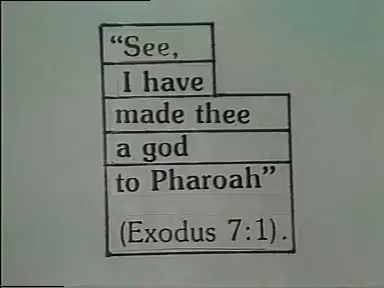 “See,
I have
made thee
a god
to Pharoah”
(Exodus 7:1).